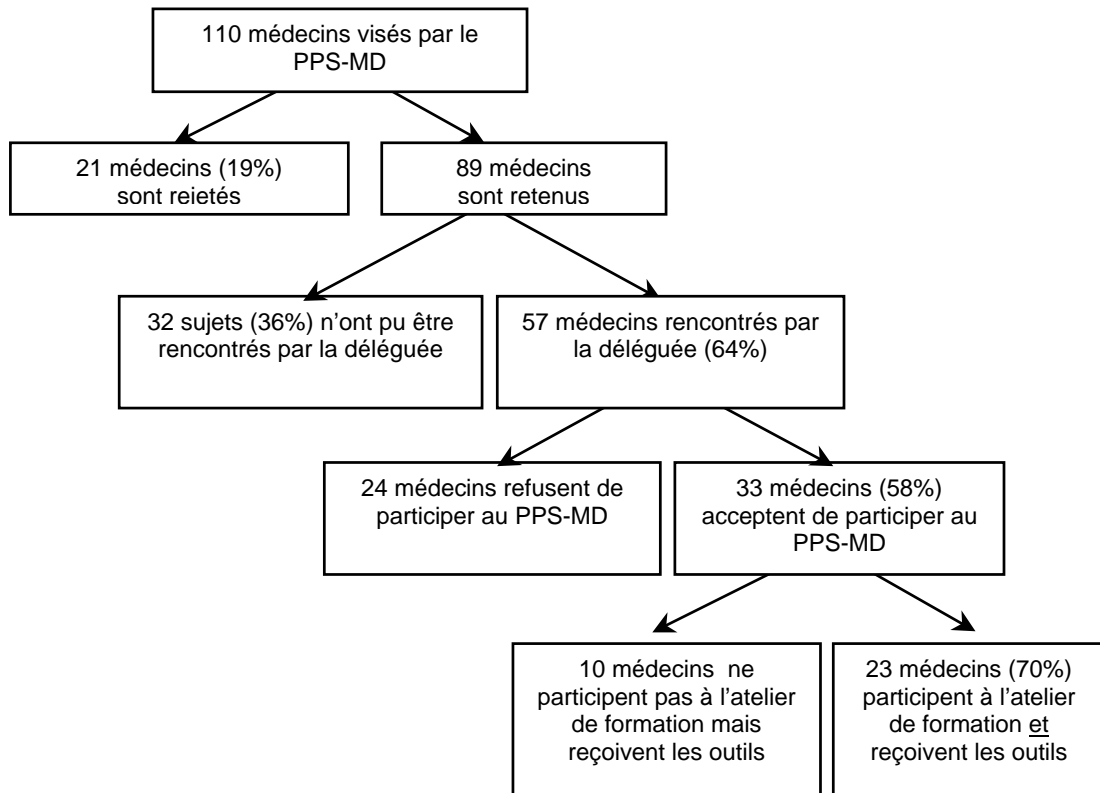 110 médecins visés par le
PPS-MD
21 médecins (19%)
sont reietés
89 médecins
sont retenus
32 sujets (36%) n’ont pu être
rencontrés par la déléguée
57 médecins rencontrés par
la déléguée (64%)
24 médecins refusent de
participer au PPS-MD
33 médecins (58%)
acceptent de participer au
PPS-MD
10 médecins ne
participent pas à l’atelier
de formation mais
reçoivent les outils
23 médecins (70%)
participent à l’atelier
de formation et
reçoivent les outils